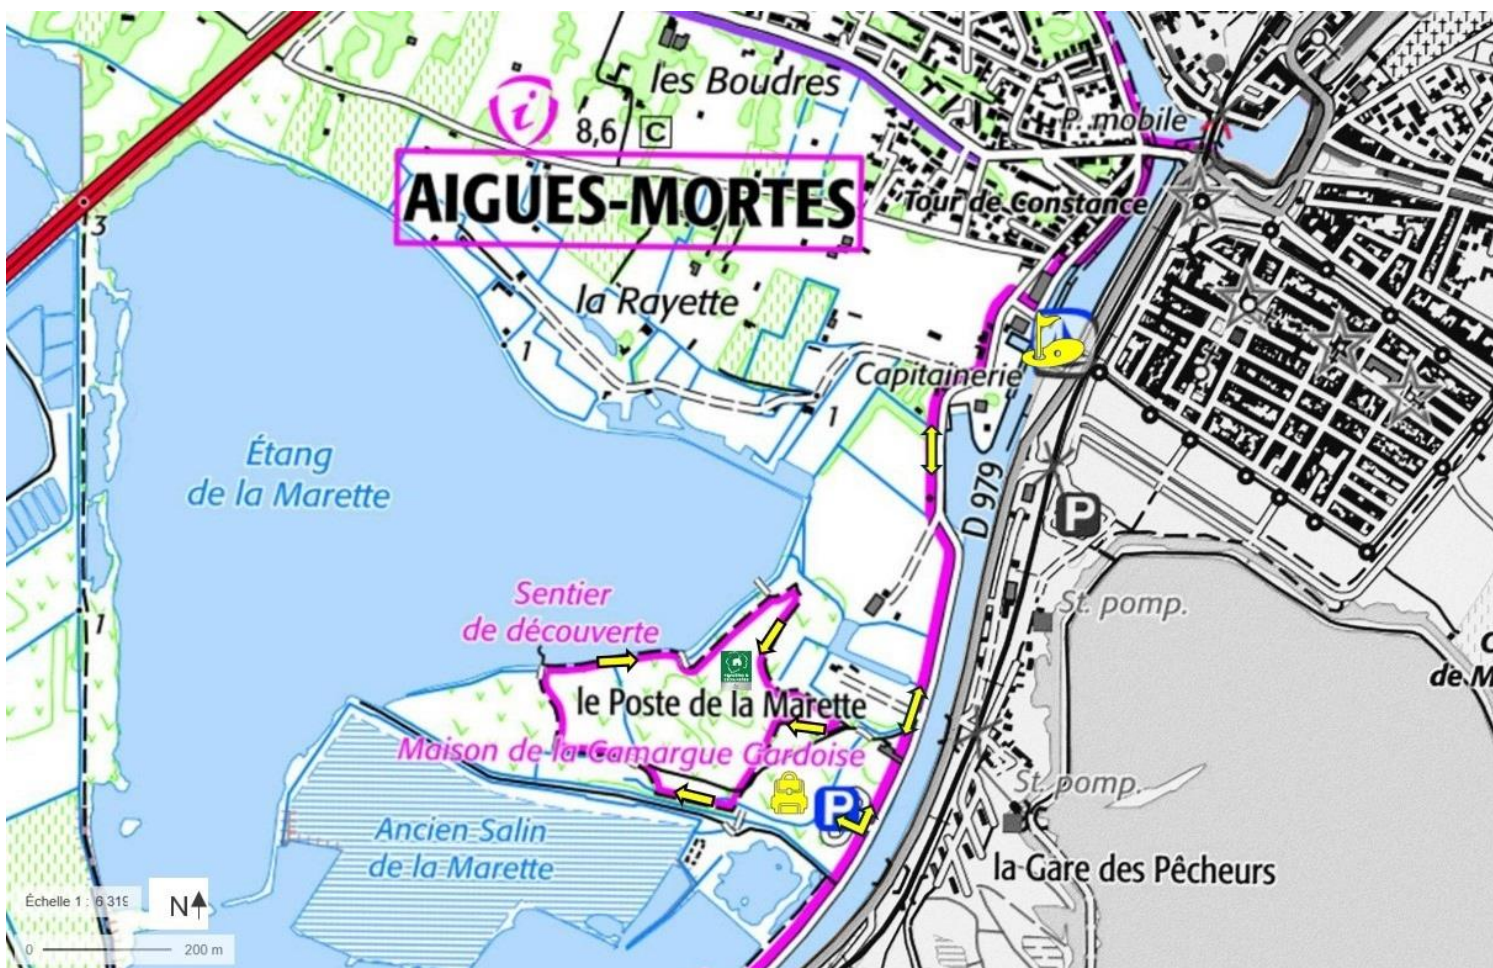 les Boudres
8,6 C
P. mobile
AIGUES-MORTES
Tour de Constance
3
la Rayette
1
Capitainerie
1
Étang
de la Marette
D 979
P
Sentier
de découverte
St. pomp.
1
le Poste de la Marette
de M
Maison de la Camargue Gardoise
St. pomp.
P
Ancien Salin
de la Marette
la Gare des Pêcheurs
Échelle 1 : 6 319
N
0 200 m